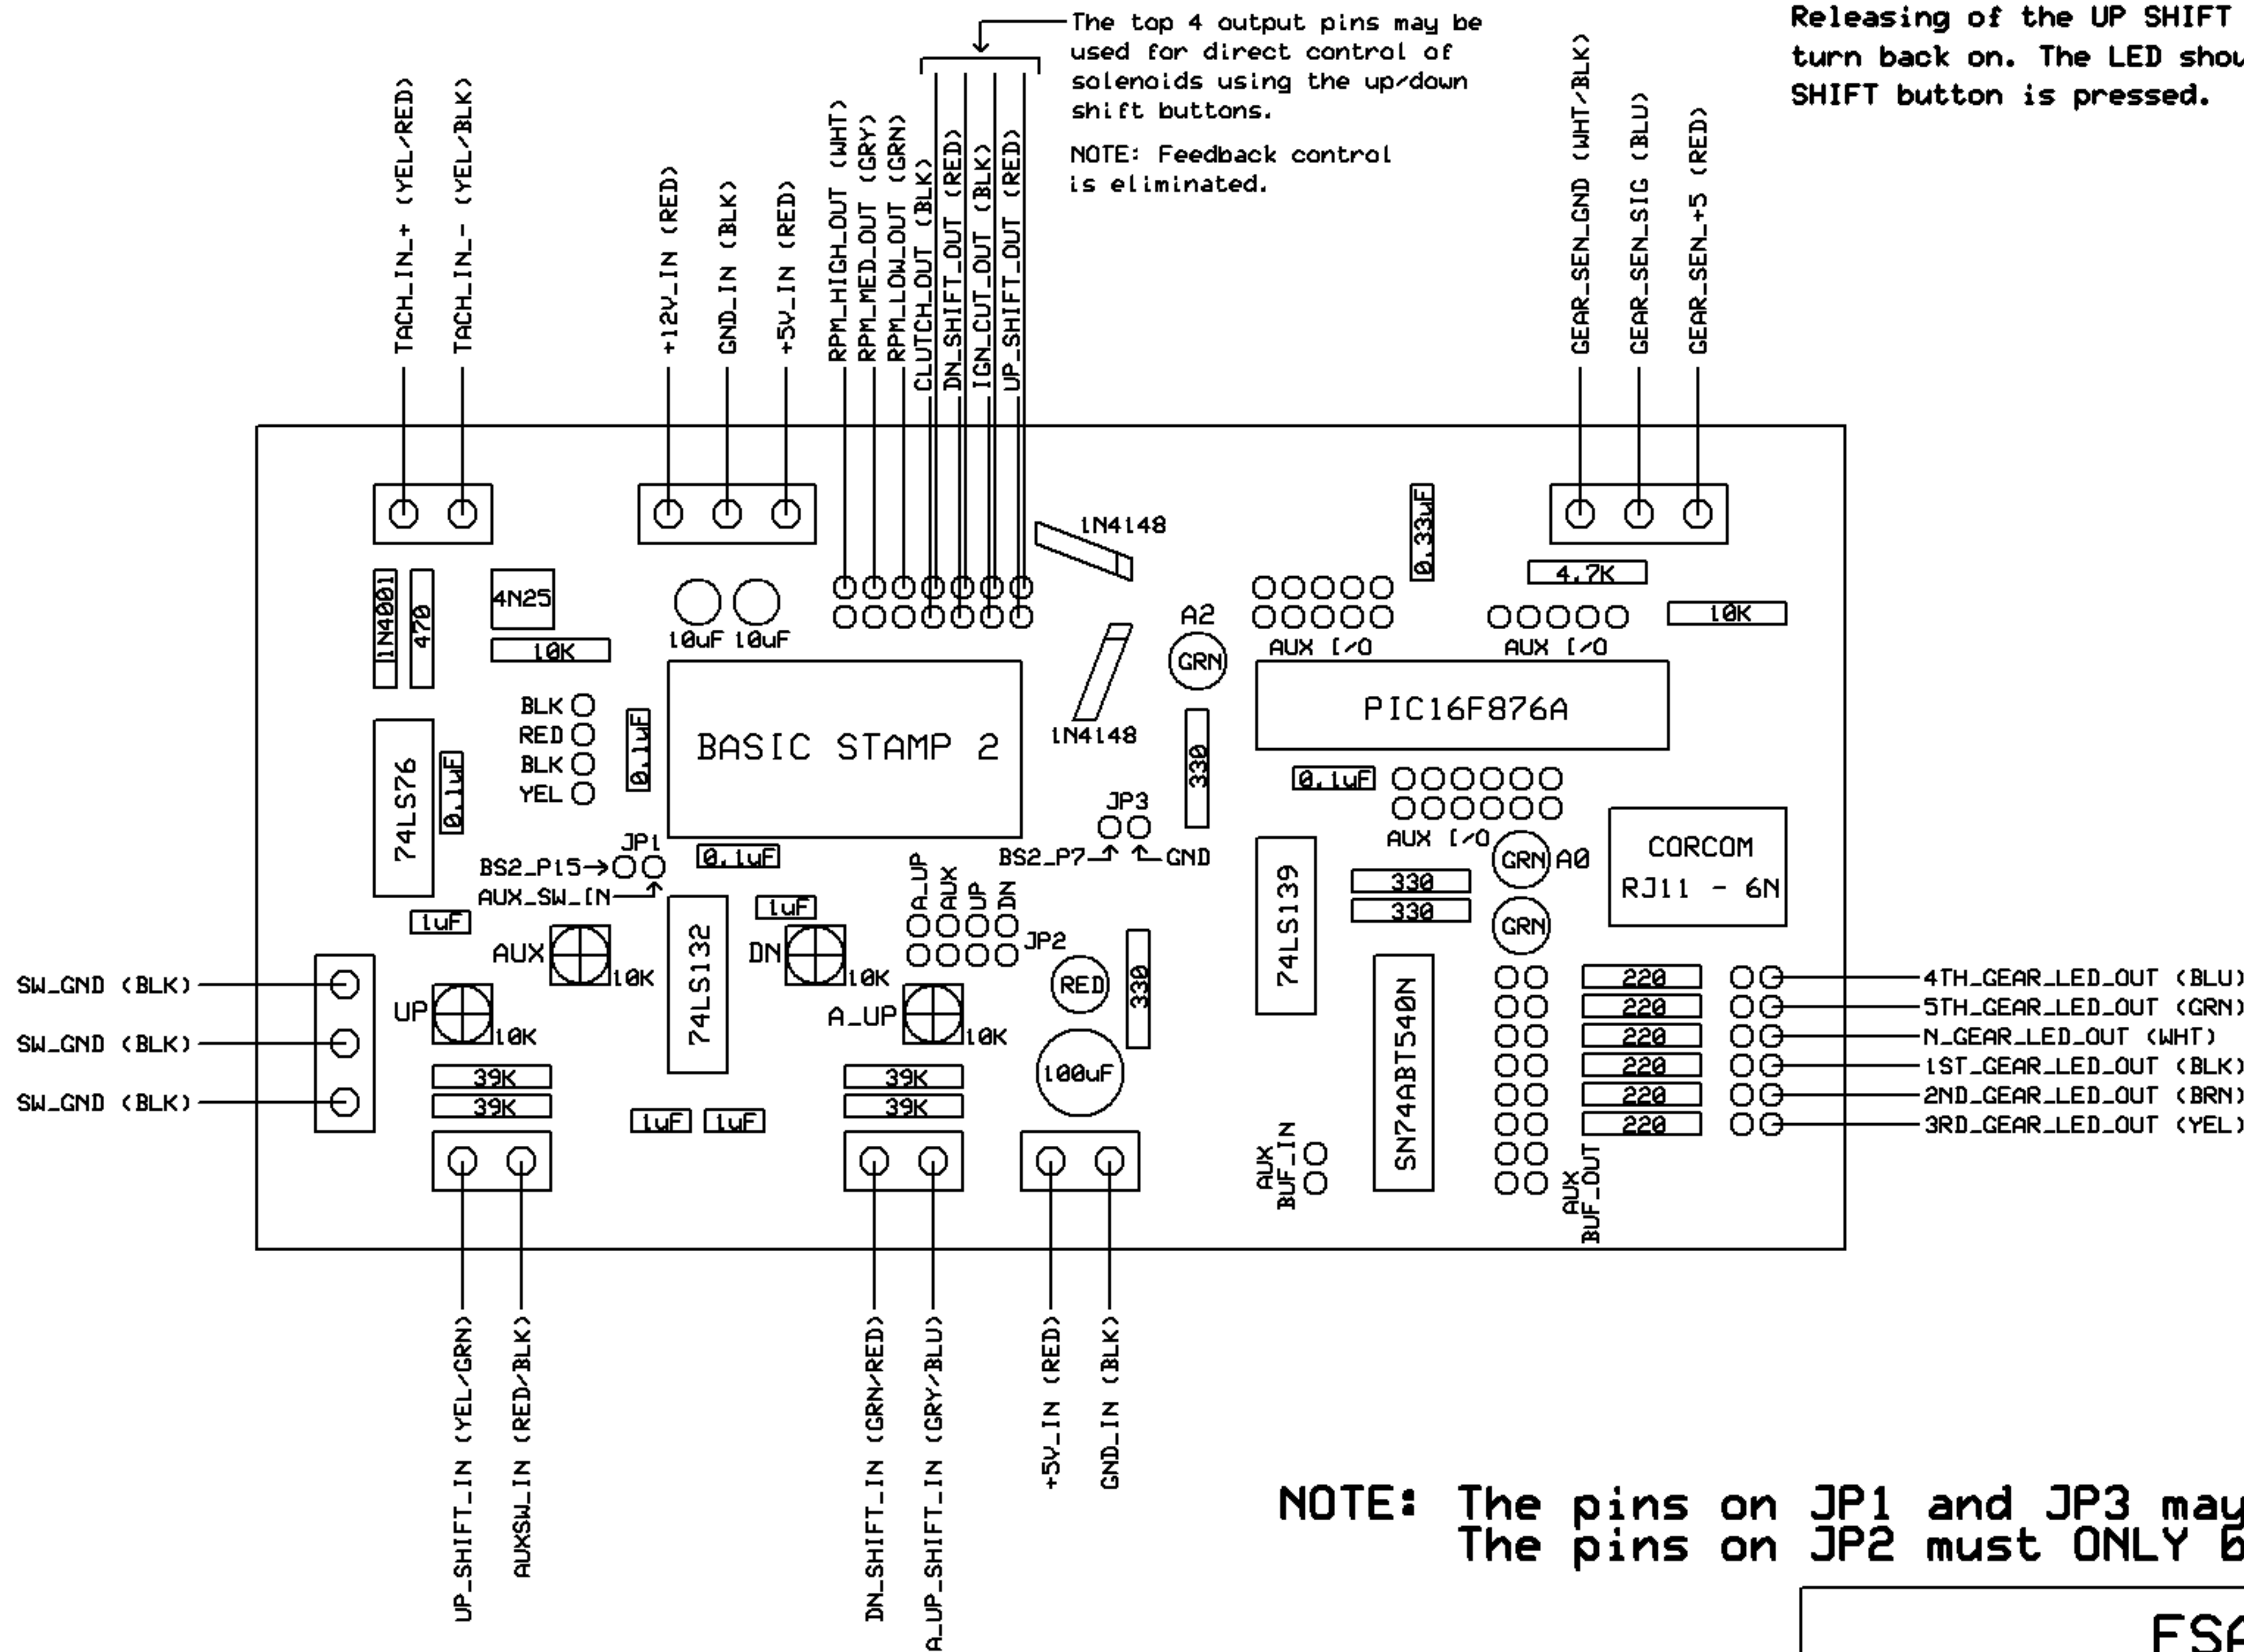 The top 4 output pins may be
used for direct control of
solenoids using the up/down
shift buttons.
NOTE: Feedback control
is eliminated.
Releasing of the UP SHIFT
turn back on. The LED shou
SHIFT button is pressed.
TACH_IN_+ (YEL/RED)
TACH_IN_- (YEL/BLK)
+12V_IN (RED)
GND_IN (BLK)
+5V_IN (RED)
RPM_HIGH_OUT (WHT)
RPM_MED_OUT (GRY)
RPM_LOW_OUT (GRN)
CLUTCH_OUT (BLK)
DN_SHIFT_OUT (RED)
IGN_CUT_OUT (BLK)
UP_SHIFT_OUT (RED)
GEAR_SEN_GND (WHT/BLK)
GEAR_SEN_SIG (BLU)
GEAR_SEN_+5 (RED)
1N4001
470
4N25
10K
10uF 10uF
1N4148
1N4148
A2
GRN
330
0.33uF
4.7K
10K
AUX I/O
AUX I/O
PIC16F876A
BLK
RED
BLK
YEL
0.1uF
BASIC STAMP 2
74LS76
0.1uF
JP1
BS2_P15
AUX_SW_IN
0.1uF
JP3
BS2_P7
GND
0.1uF
AUX I/O
GRN A0
GRN
CORCOM
RJ11 - 6N
74LS139
330
330
1uF
AUX
10K
74LS132
1uF
DN
10K
A_UP
AUX
UP
DN
JP2
RED
330
UP
10K
A_UP
10K
100uF
39K
39K
39K
39K
1uF 1uF
SW_GND (BLK)
SW_GND (BLK)
SW_GND (BLK)
SN74ABT540N
220
220
220
220
220
220
4TH_GEAR_LED_OUT (BLU)
5TH_GEAR_LED_OUT (GRN)
N_GEAR_LED_OUT (WHT)
1ST_GEAR_LED_OUT (BLK)
2ND_GEAR_LED_OUT (BRN)
3RD_GEAR_LED_OUT (YEL)
AUX
BUF_IN
AUX
BUF_OUT
UP_SHIFT_IN (YEL/GRN)
AUXSW_IN (RED/BLK)
DN_SHIFT_IN (GRN/RED)
A_UP_SHIFT_IN (GRY/BLU)
+5V_IN (RED)
GND_IN (BLK)
NOTE: The pins on JP1 and JP3 may
The pins on JP2 must ONLY